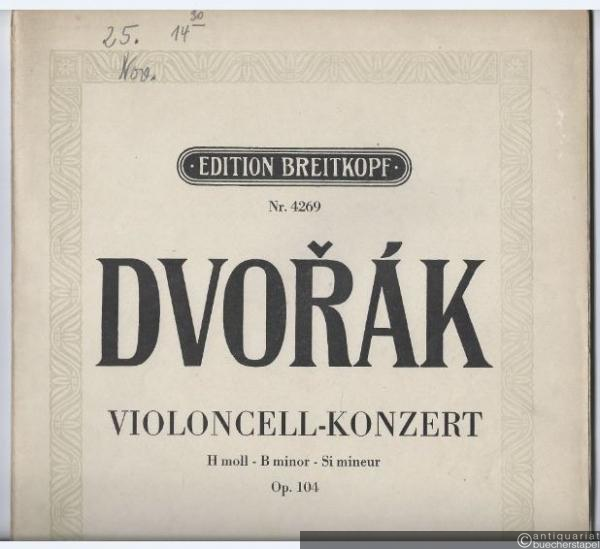 25. 14 30
Nov.
· EDITION BREITKOPF ·
Nr. 4269
DVOŘÁK
VIOLONCELL-KONZERT
H moll - B minor - Si mineur
Op. 104
antiquariat
buecherstapel